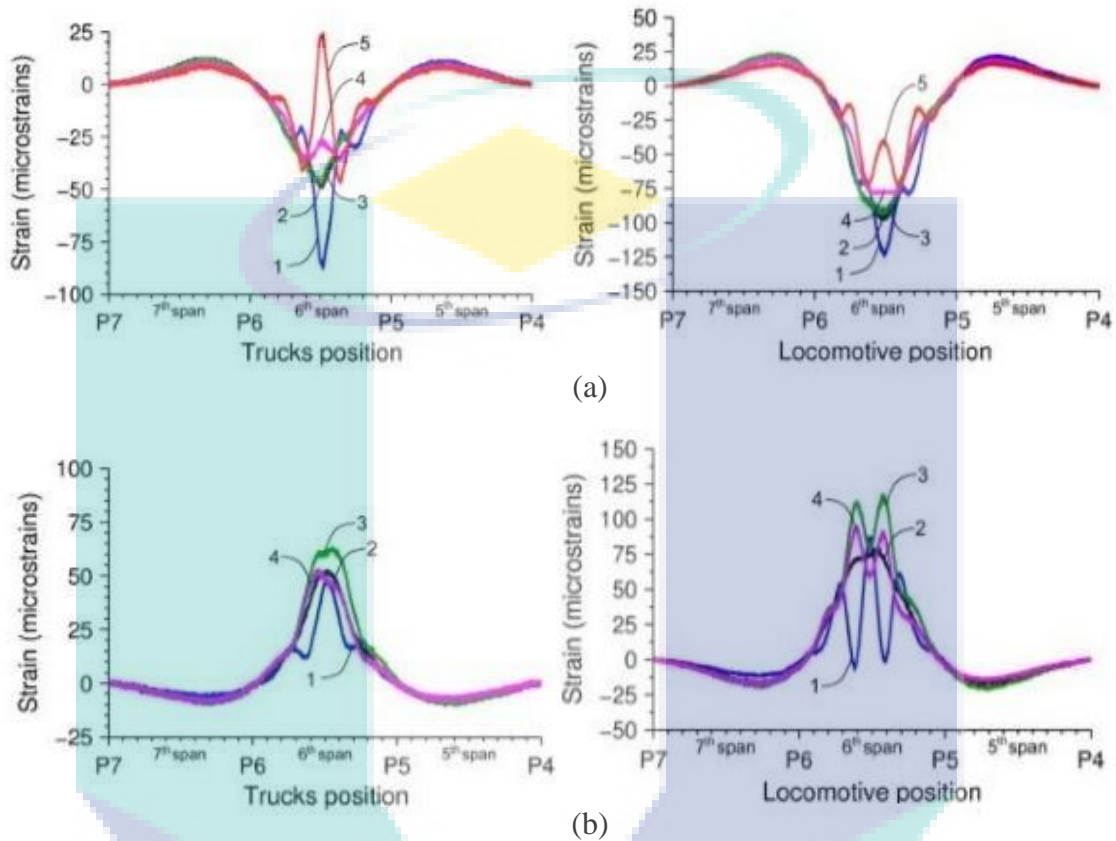 25
0
−25
−50
−75
−100
Strain (microstrains)
5
4
3
2
1
7th span
6th span
5th span
P7
P6
P5
P4
Trucks position
50
25
0
−25
−50
−75
−100
−125
−150
Strain (microstrains)
5
4
2
3
1
7th span
6th span
5th span
P7
P6
P5
P4
Locomotive position
(a)
100
75
50
25
0
−25
Strain (microstrains)
3
2
4
1
7th span
6th span
5th span
P7
P6
P5
P4
Trucks position
150
125
100
75
50
25
0
−25
−50
Strain (microstrains)
3
4
2
1
7th span
6th span
5th span
P7
P6
P5
P4
Locomotive position
(b)